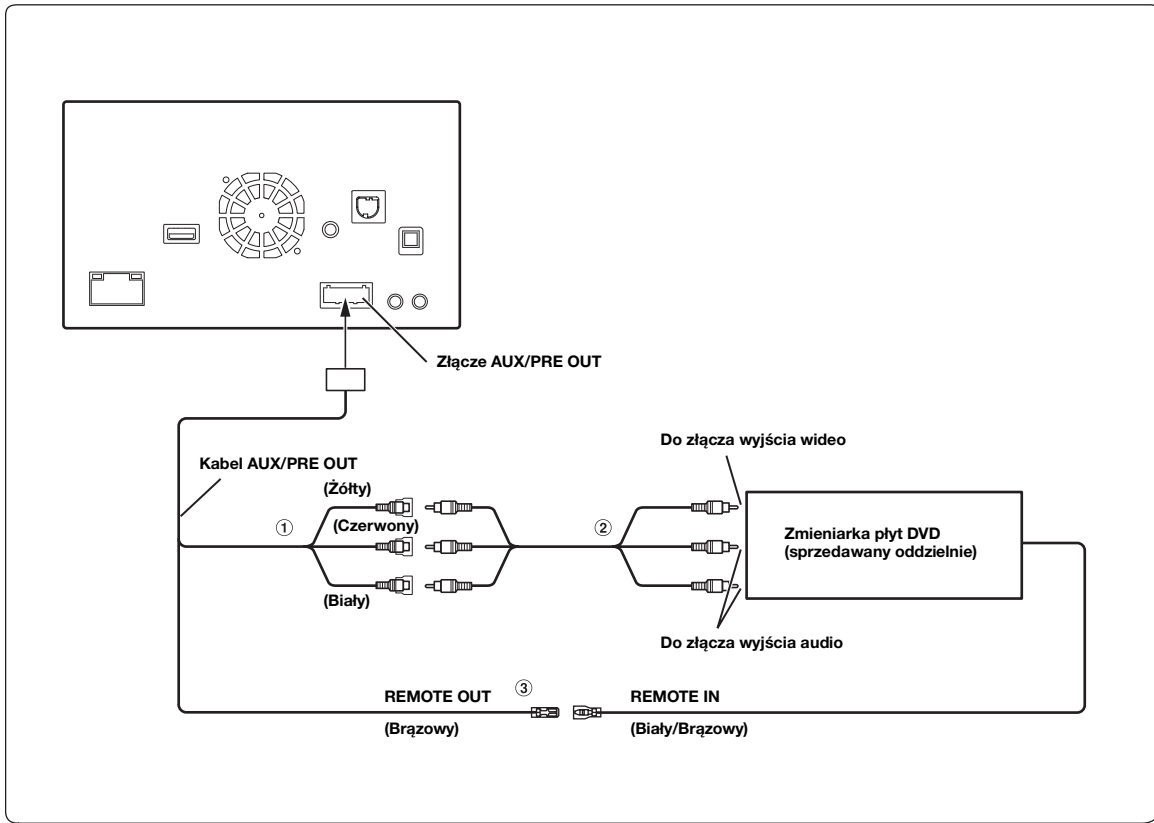 Złącze AUX/PRE OUT
Do złącza wyjścia wideo
Kabel AUX/PRE OUT
(Żółty)
(Czerwony)
①
②
Zmieniarka płyt DVD
(sprzedawany oddzielnie)
(Biały)
Do złącza wyjścia audio
REMOTE OUT
③
REMOTE IN
(Brązowy)
(Biały/Brązowy)